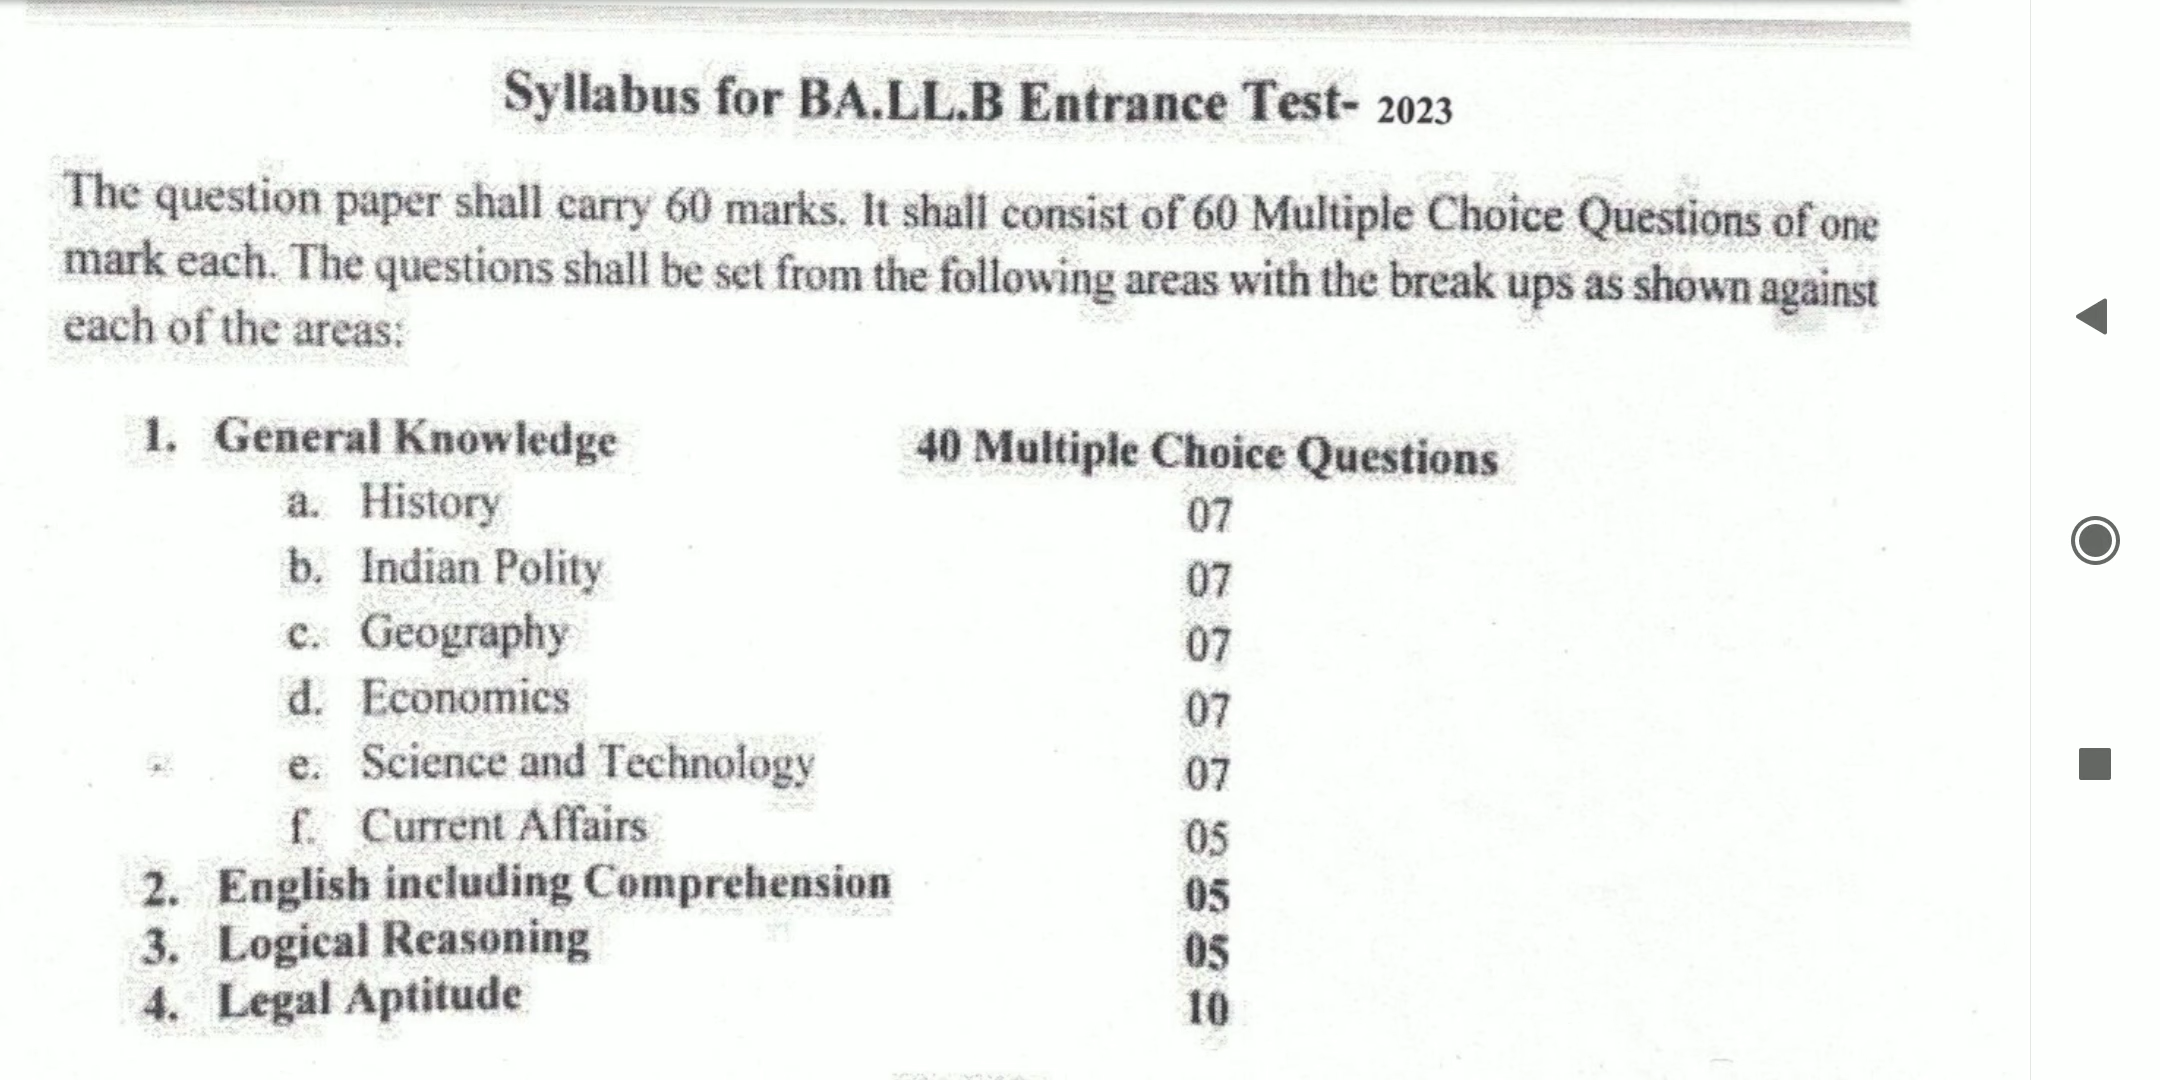 Syllabus for BA.LL.B Entrance Test- 2023
The question paper shall carry 60 marks. It shall consist of 60 Multiple Choice Questions of one
mark each. The questions shall be set from the following areas with the break ups as shown against
each of the areas:
1. General Knowledge 40 Multiple Choice Questions
a. History 07
b. Indian Polity 07
c. Geography 07
d. Economics 07
e. Science and Technology 07
f. Current Affairs 05
2. English including Comprehension 05
3. Logical Reasoning 05
4. Legal Aptitude 10